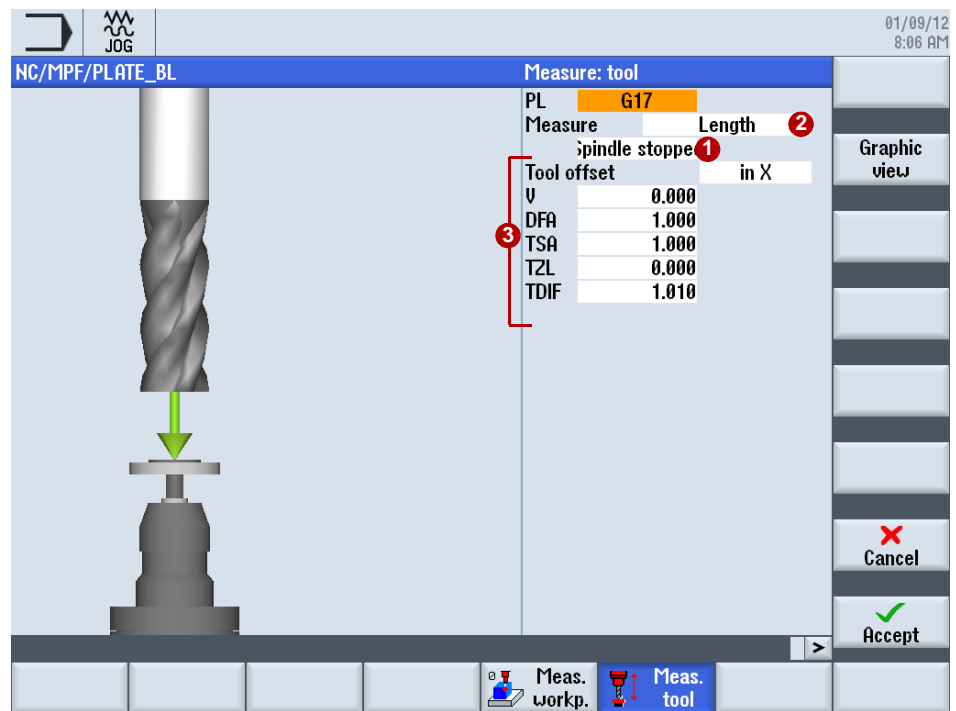 01/09/12
8:06 AM
JOG
NC/MPF/PLATE_BL
Measure: tool
PL G17
Measure Length 2
Spindle stopped 1
Tool offset in X
V 0.000
3
DFA 1.000
TSA 1.000
TZL 0.000
TDIF 1.010
Graphic
view
Cancel
Accept
>
0 Meas.
workp.
Meas.
tool